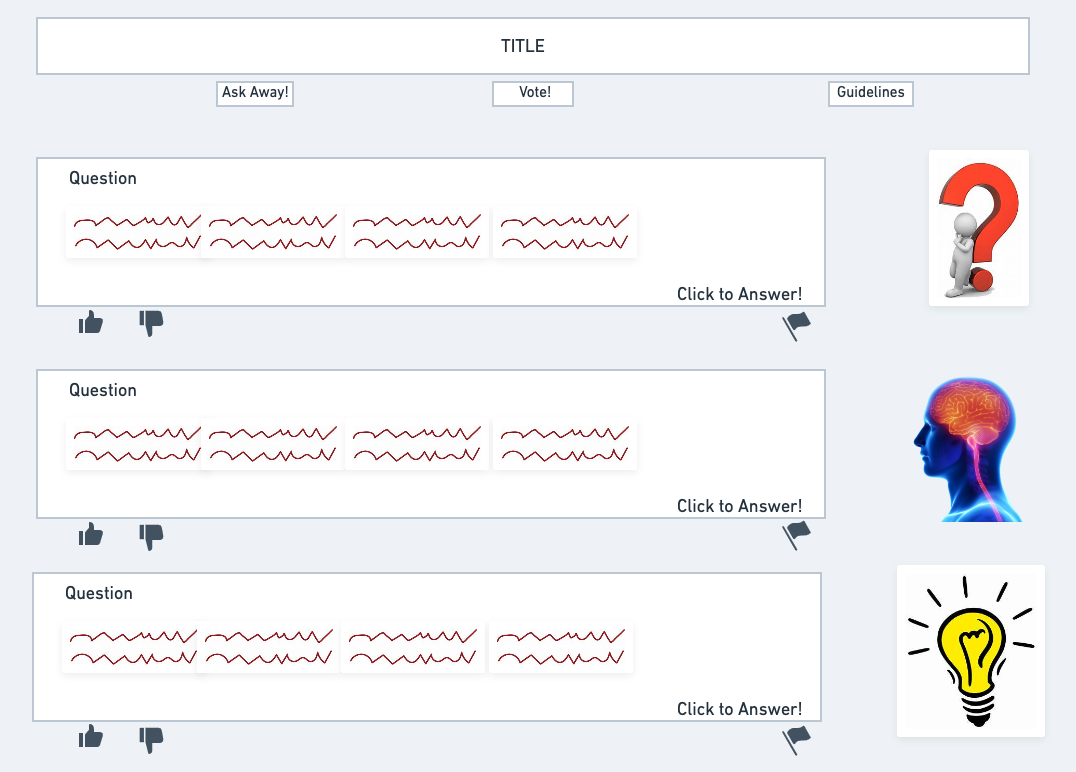 TITLE
Ask Away!
Vote!
Guidelines
Question
Click to Answer!
Question
Click to Answer!
Question
Click to Answer!